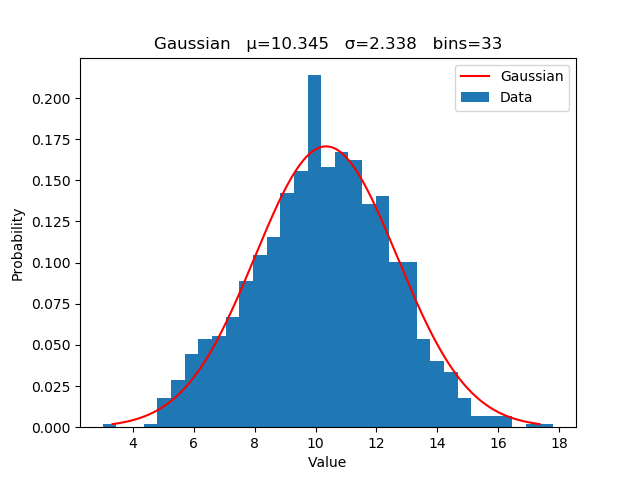 Gaussian   μ=10.345   σ=2.338   bins=33
Gaussian
Data
Probability
0.200
0.175
0.150
0.125
0.100
0.075
0.050
0.025
0.000
4 6 8 10 12 14 16 18
Value